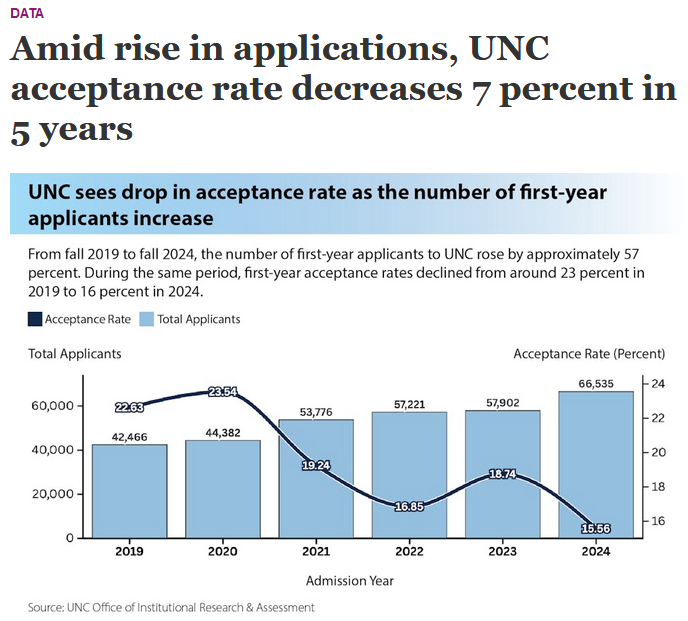 DATA
Amid rise in applications, UNC
acceptance rate decreases 7 percent in
5 years
UNC sees drop in acceptance rate as the number of first-year
applicants increase
From fall 2019 to fall 2024, the number of first-year applicants to UNC rose by approximately 57
percent. During the same period, first-year acceptance rates declined from around 23 percent in
2019 to 16 percent in 2024.
Acceptance Rate Total Applicants
Total Applicants Acceptance Rate (Percent)
66,535
24
22.63 23.54 57,221 57,902
60,000
53,776
22
42,466 44,382
40,000
20
19.24 18.74
20,000
18
16.85
16
15.56
0
2019 2020 2021 2022 2023 2024
Admission Year
Source: UNC Office of Institutional Research & Assessment